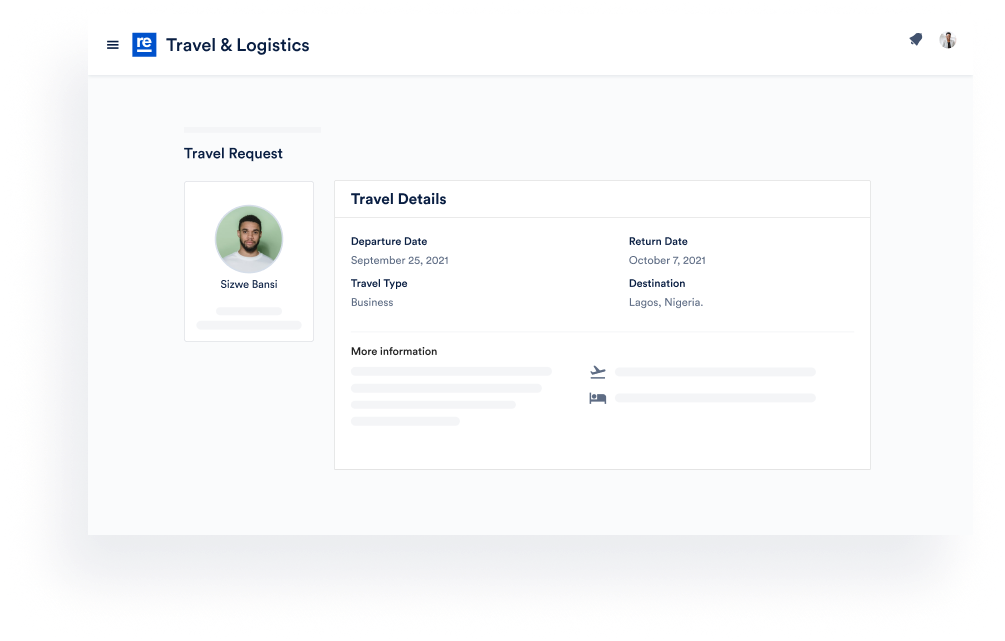 re Travel & Logistics
Travel Request
Sizwe Bansi
Travel Details
Departure Date
September 25, 2021
Return Date
October 7, 2021
Travel Type
Business
Destination
Lagos, Nigeria.
More information